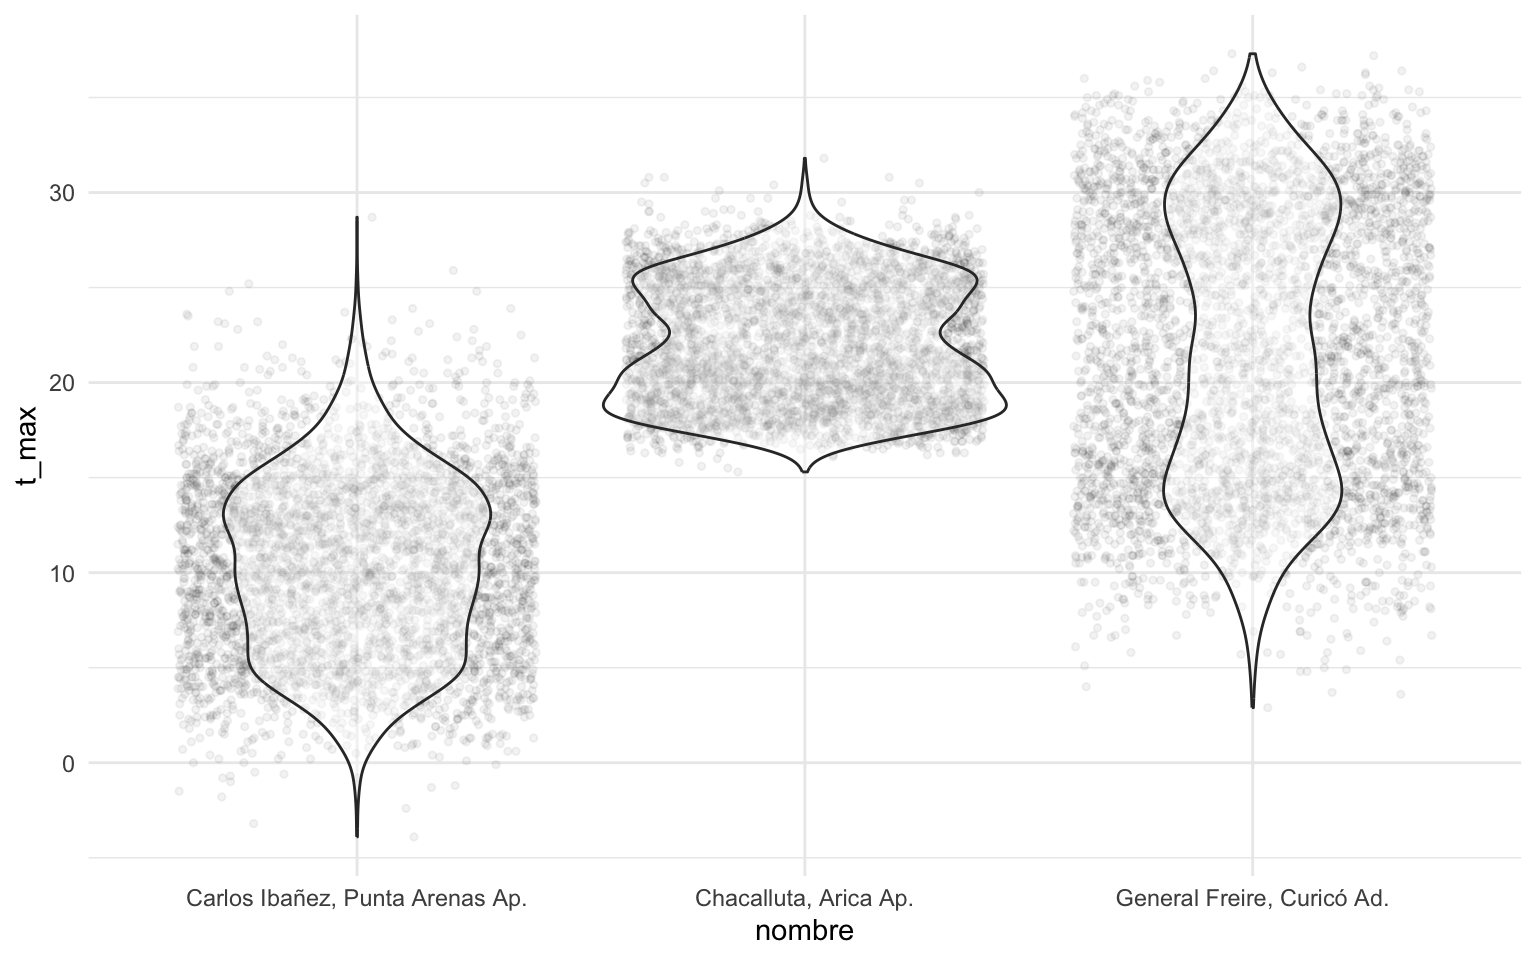 t_max
30
20
10
0
Carlos Ibañez, Punta Arenas Ap.
Chacalluta, Arica Ap.
General Freire, Curicó Ad.
nombre